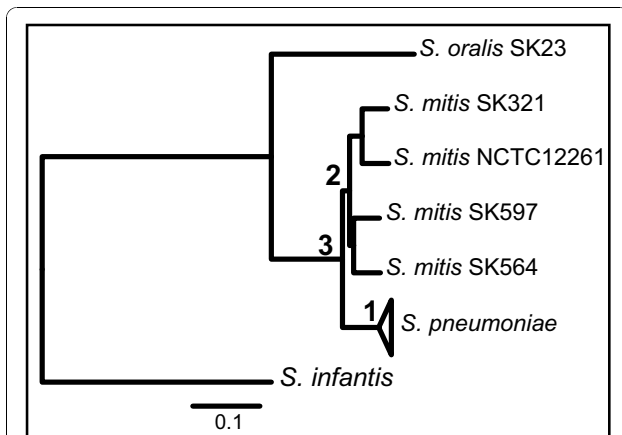 S. oralis SK23
S. mitis SK321
S. mitis NCTC12261
2
S. mitis SK597
3
S. mitis SK564
1
S. pneumoniae
S. infantis
0.1